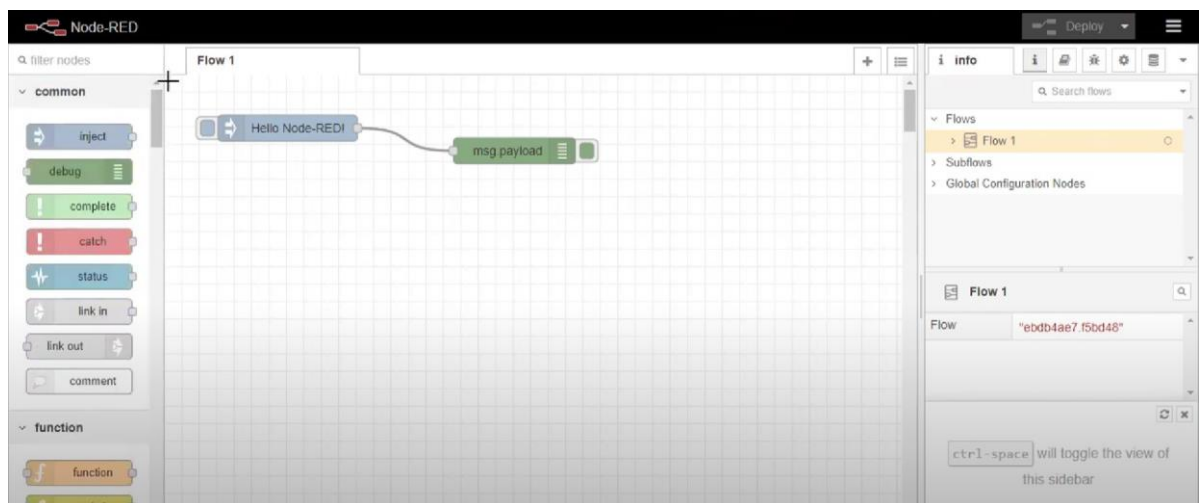 Node-RED
Deploy
filter nodes
Flow 1
i info
i
Search flows
common
inject
debug
complete
catch
status
link in
link out
comment
function
function
Hello Node-RED!
msg payload
Flows
Flow 1
Subflows
Global Configuration Nodes
Flow 1
Flow
"ebdb4ae7.f5bd48"
ctrl-space will toggle the view of
this sidebar